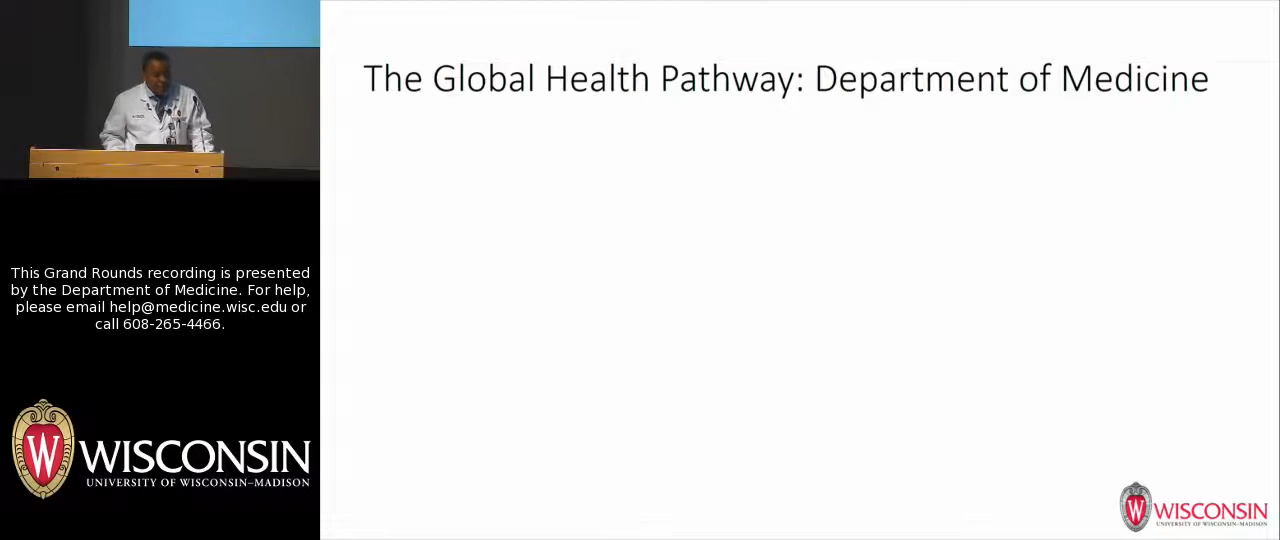 The Global Health Pathway: Department of Medicine
This Grand Rounds recording is presented
by the Department of Medicine. For help,
please email help@medicine.wisc.edu or
call 608-265-4466.
W WISCONSIN
UNIVERSITY OF WISCONSIN–MADISON
W WISCONSIN
UNIVERSITY OF WISCONSIN–MADISON